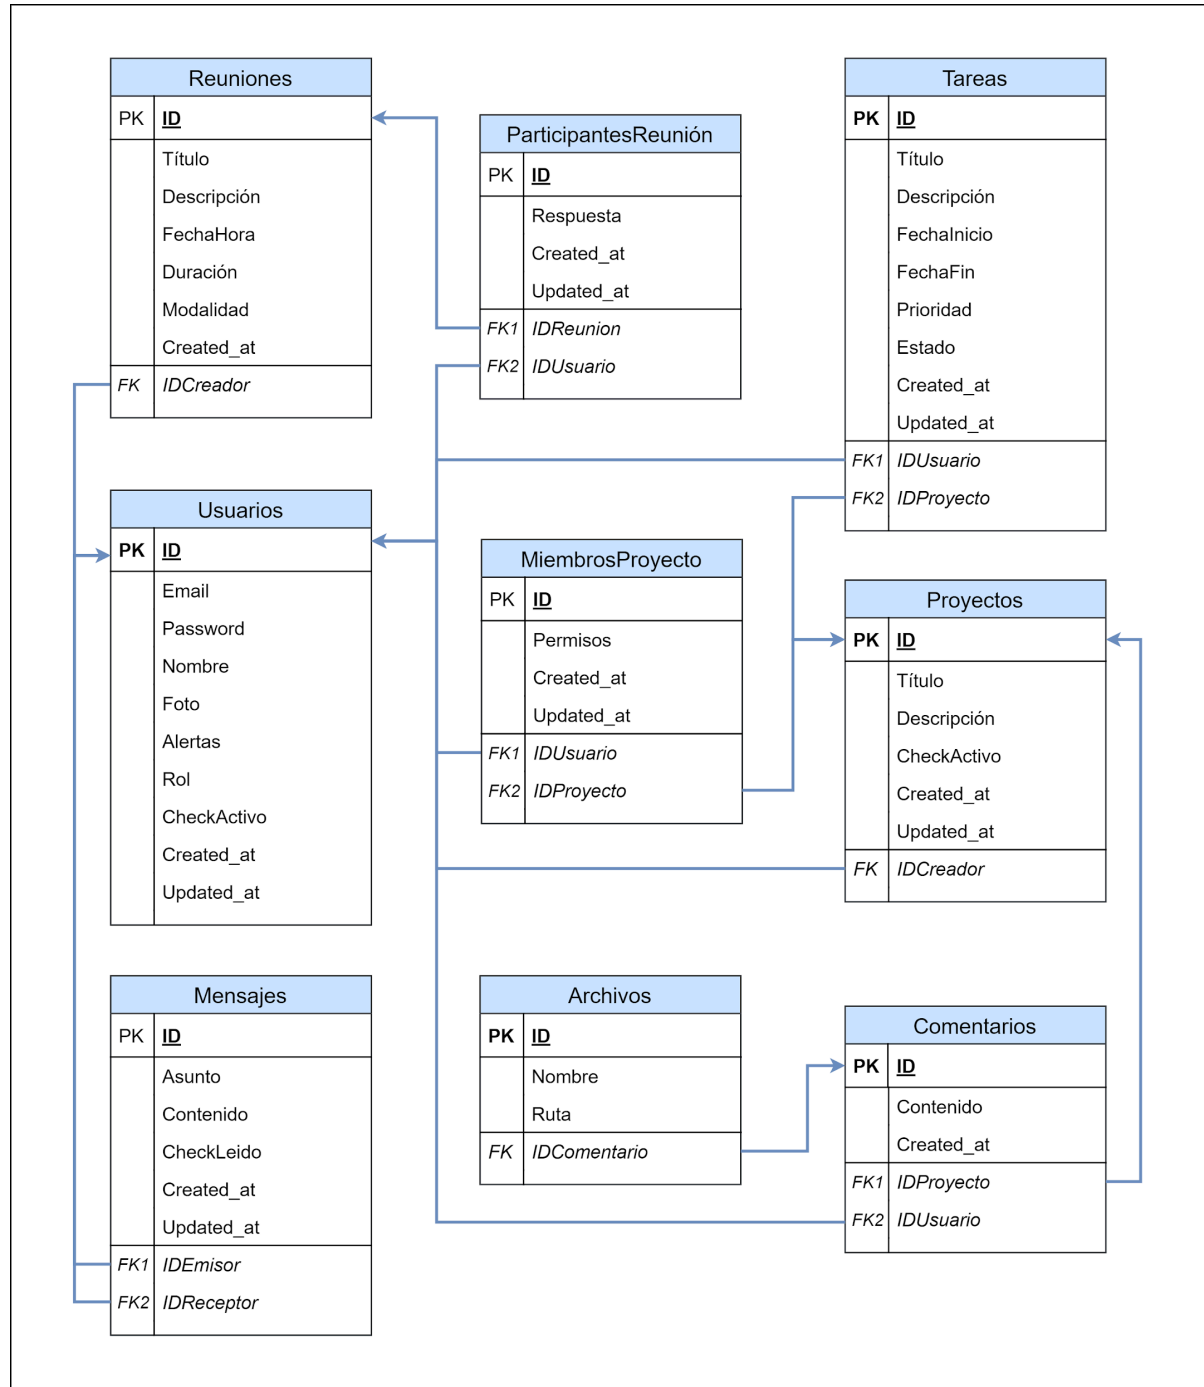 Reuniones
PK ID
Título
Descripción
FechaHora
Duración
Modalidad
Created_at
FK IDCreador
ParticipantesReunión
PK ID
Respuesta
Created_at
Updated_at
FK1 IDReunion
FK2 IDUsuario
Tareas
PK ID
Título
Descripción
FechaInicio
FechaFin
Prioridad
Estado
Created_at
Updated_at
FK1 IDUsuario
FK2 IDProyecto
Usuarios
PK ID
Email
Password
Nombre
Foto
Alertas
Rol
CheckActivo
Created_at
Updated_at
MiembrosProyecto
PK ID
Permisos
Created_at
Updated_at
FK1 IDUsuario
FK2 IDProyecto
Proyectos
PK ID
Título
Descripción
CheckActivo
Created_at
Updated_at
FK IDCreador
Mensajes
PK ID
Asunto
Contenido
CheckLeido
Created_at
Updated_at
FK1 IDEmisor
FK2 IDReceptor
Archivos
PK ID
Nombre
Ruta
FK IDComentario
Comentarios
PK ID
Contenido
Created_at
FK1 IDProyecto
FK2 IDUsuario